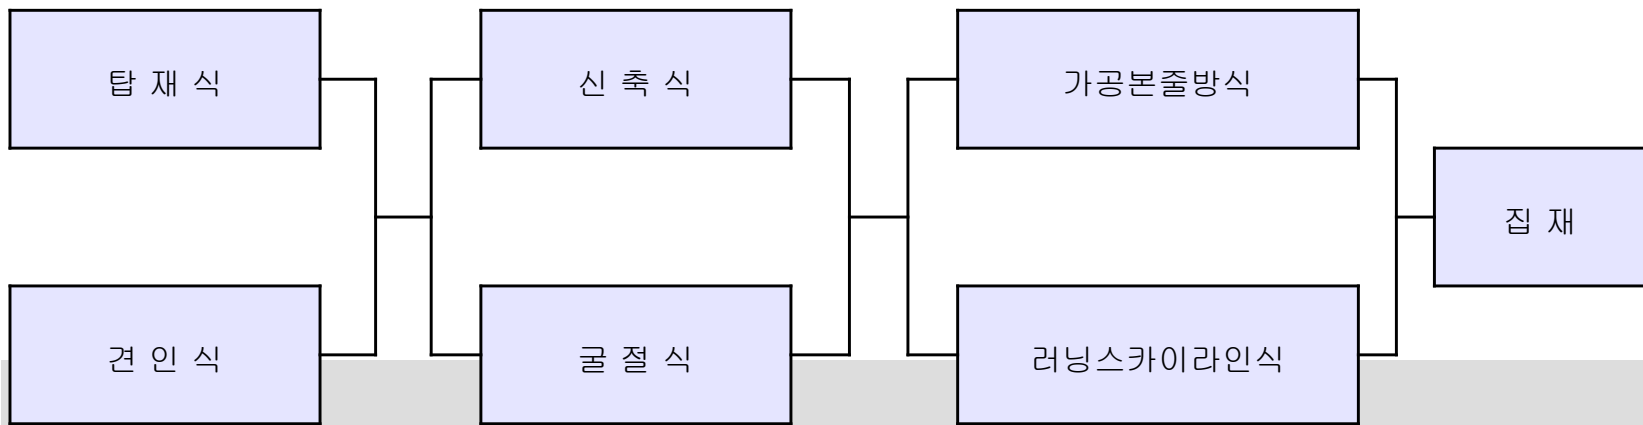 탑 재 식
신 축 식
가공본줄방식
집 재
견 인 식
굴 절 식
러닝스카이라인식